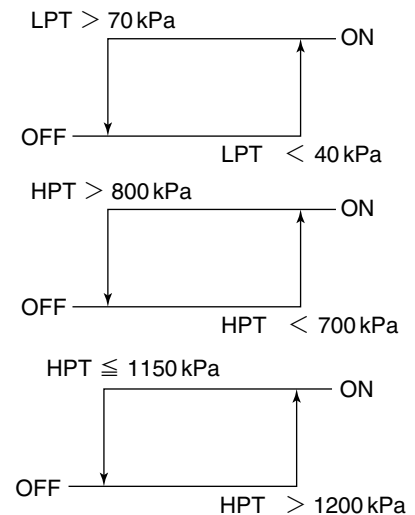 LPT > 70 kPa
ON
OFF
LPT < 40 kPa
HPT > 800 kPa
ON
OFF
HPT < 700 kPa
HPT ≦ 1150 kPa
ON
OFF
HPT > 1200 kPa